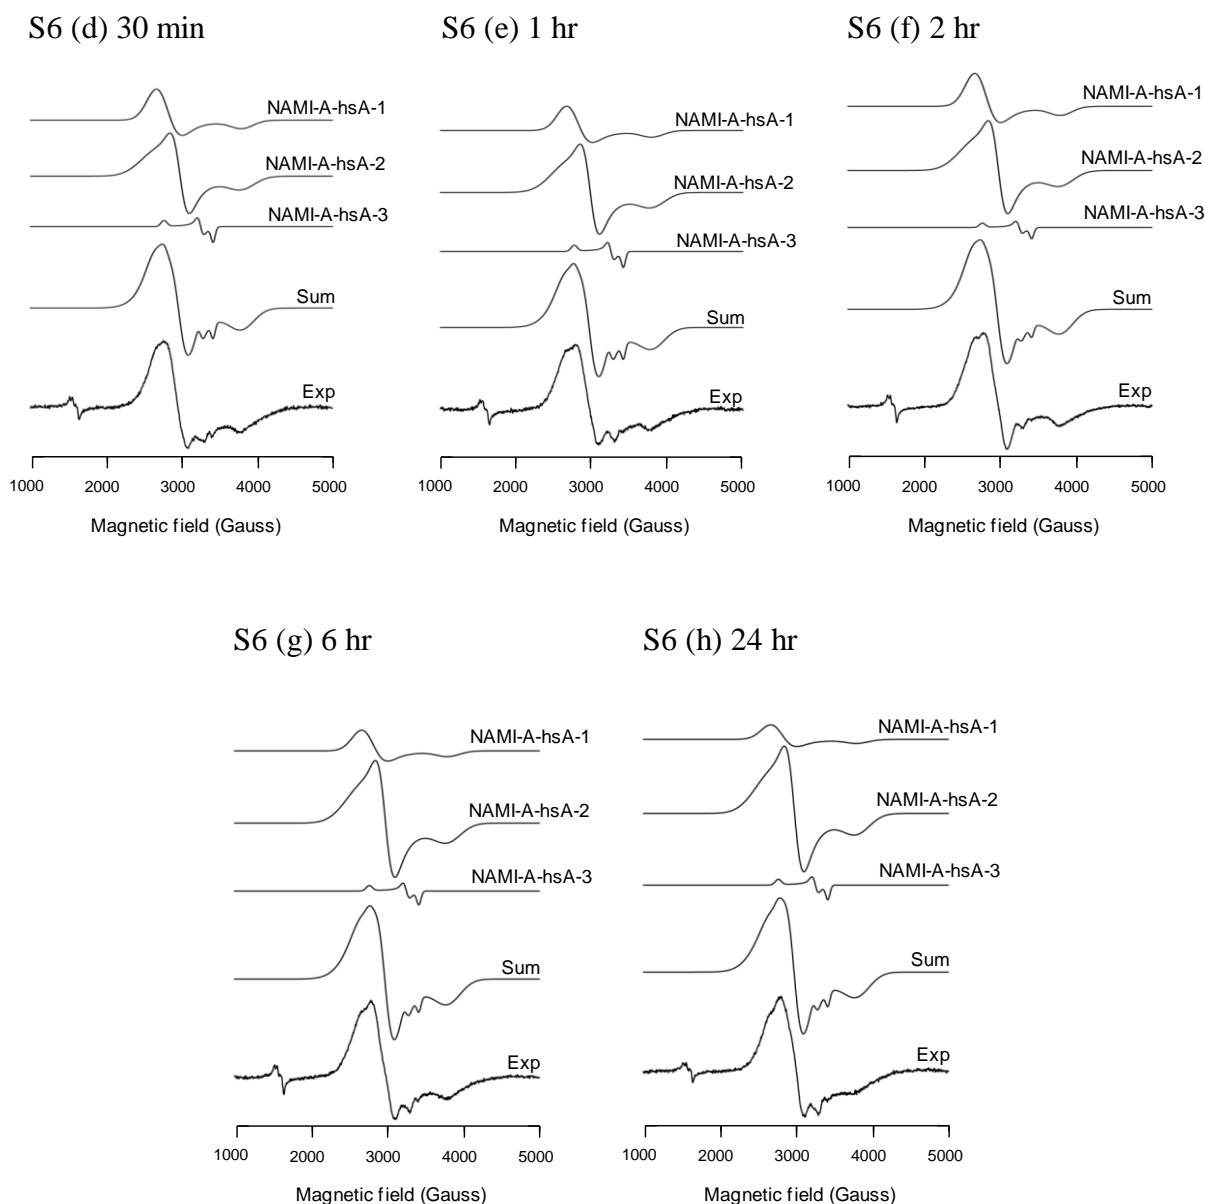 S6 (d) 30 min
NAMI-A-hsA-1
NAMI-A-hsA-2
NAMI-A-hsA-3
Sum
Exp
1000 2000 3000 4000 5000
Magnetic field (Gauss)
S6 (e) 1 hr
NAMI-A-hsA-1
NAMI-A-hsA-2
NAMI-A-hsA-3
Sum
Exp
1000 2000 3000 4000 5000
Magnetic field (Gauss)
S6 (f) 2 hr
NAMI-A-hsA-1
NAMI-A-hsA-2
NAMI-A-hsA-3
Sum
Exp
1000 2000 3000 4000 5000
Magnetic field (Gauss)
S6 (g) 6 hr
NAMI-A-hsA-1
NAMI-A-hsA-2
NAMI-A-hsA-3
Sum
Exp
1000 2000 3000 4000 5000
Magnetic field (Gauss)
S6 (h) 24 hr
NAMI-A-hsA-1
NAMI-A-hsA-2
NAMI-A-hsA-3
Sum
Exp
1000 2000 3000 4000 5000
Magnetic field (Gauss)